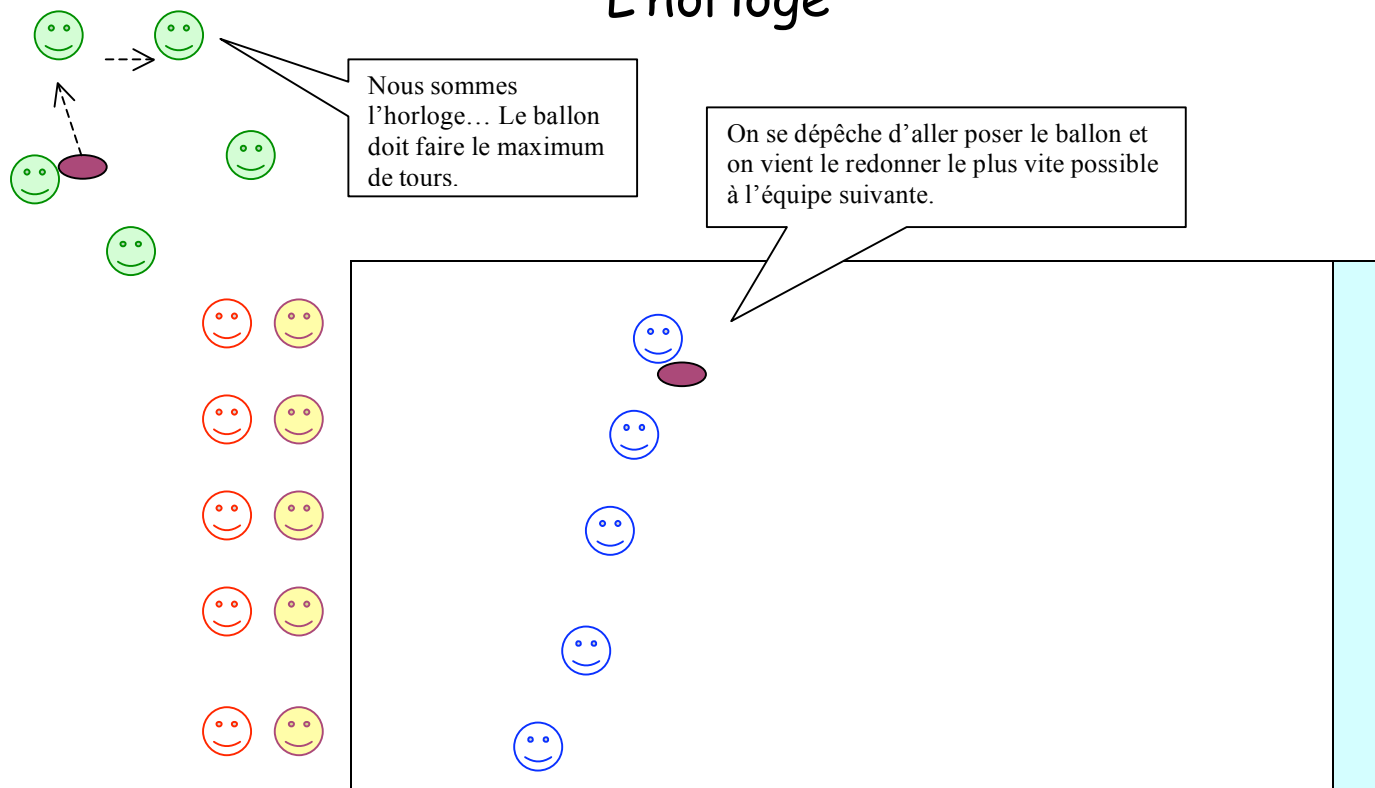 L'horloge
Nous sommes
l’horloge… Le ballon
doit faire le maximum
de tours.
On se dépêche d’aller poser le ballon et
on vient le redonner le plus vite possible
à l’équipe suivante.